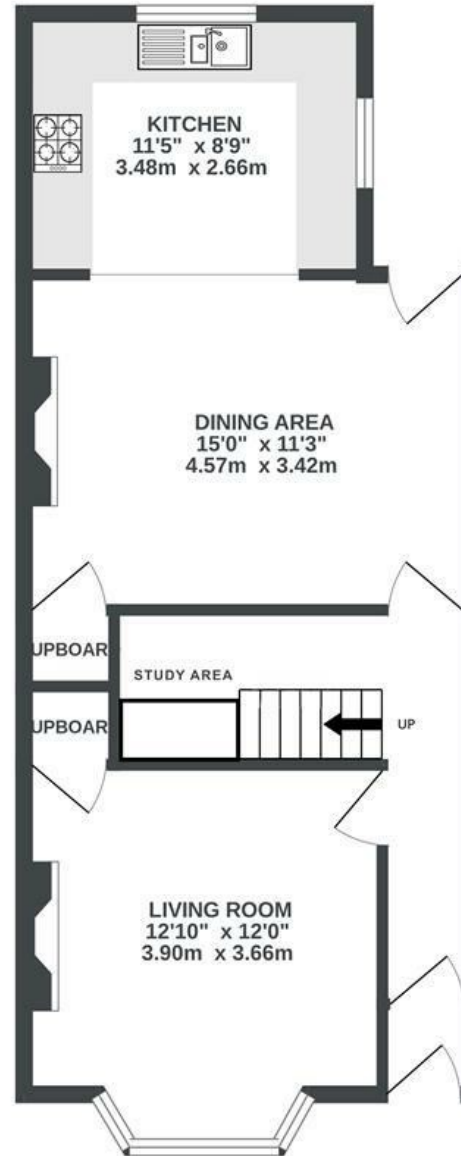 KITCHEN
11'5" x 8'9"
3.48m x 2.66m
DINING AREA
15'0" x 11'3"
4.57m x 3.42m
UPBOAR
STUDY AREA
UPBOAR
UP
LIVING ROOM
12'10" x 12'0"
3.90m x 3.66m